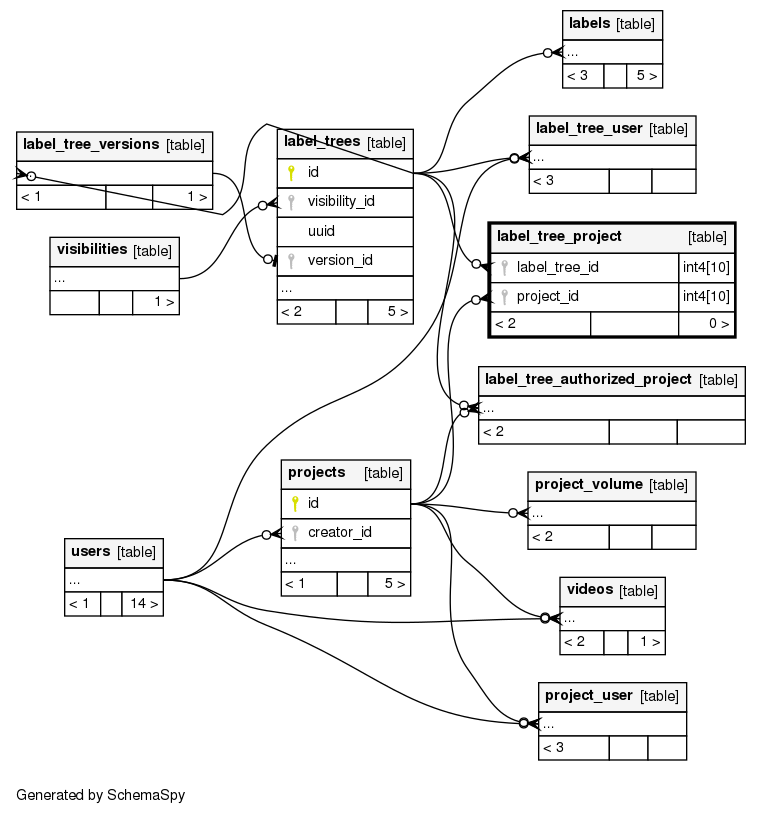 labels [table]
...
< 3 5 >
label_tree_user [table]
...
< 3
label_tree_versions [table]
...
< 1 1 >
label_trees [table]
id
visibility_id
uuid
version_id
...
< 2 5 >
visibilities [table]
...
1 >
label_tree_project [table]
label_tree_id int4[10]
project_id int4[10]
< 2 0 >
label_tree_authorized_project [table]
...
< 2
projects [table]
id
creator_id
...
< 1 5 >
project_volume [table]
...
< 2
users [table]
...
< 1 14 >
videos [table]
...
< 2 1 >
project_user [table]
...
< 3
Generated by SchemaSpy